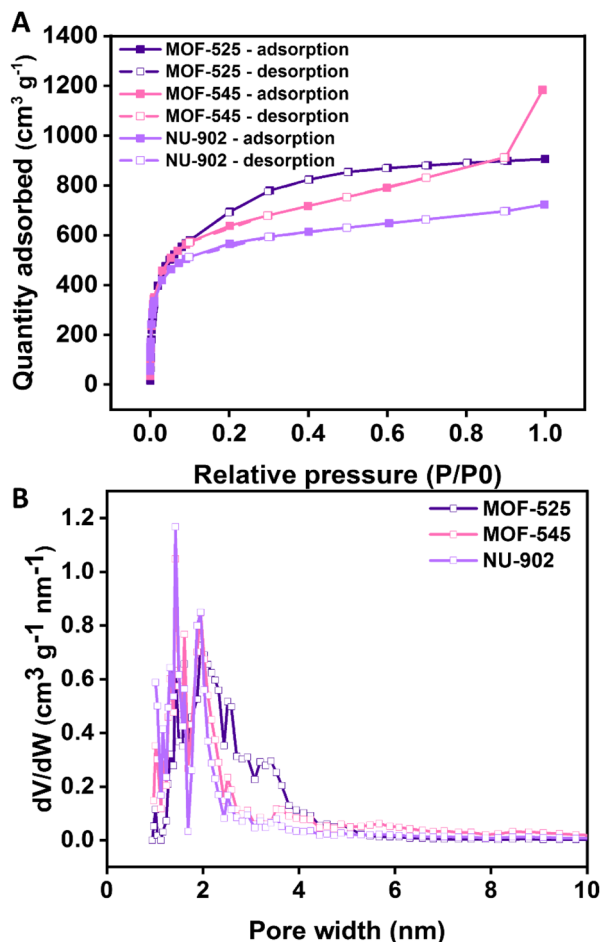 A
1400
MOF-525 - adsorption
MOF-525 - desorption
1200
MOF-545 - adsorption
MOF-545 - desorption
1000
NU-902 - adsorption
NU-902 - desorption
800
600
400
200
0
Quantity adsorbed (cm³ g⁻¹)
0.0 0.2 0.4 0.6 0.8 1.0
Relative pressure (P/P0)
B
MOF-525
MOF-545
NU-902
1.2
1.0
0.8
0.6
0.4
0.2
0.0
dV/dW (cm³ g⁻¹ nm⁻¹)
0 2 4 6 8 10
Pore width (nm)